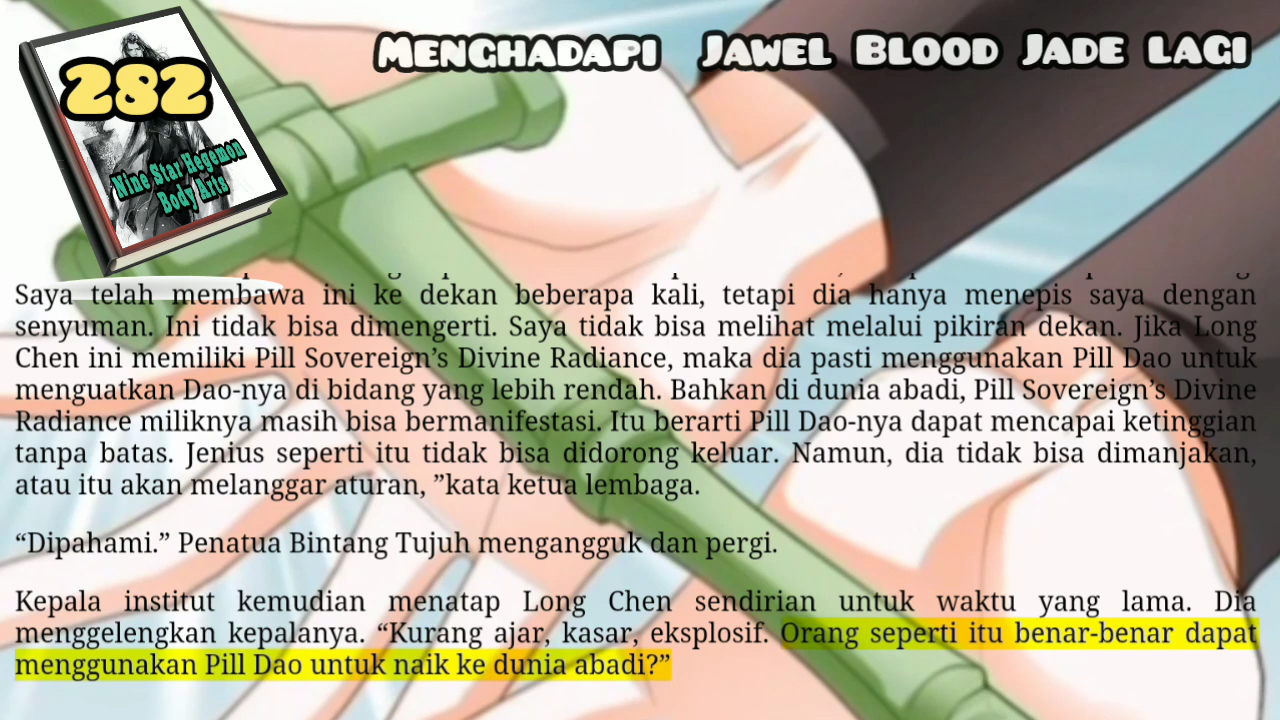 282
MENGHADAPI JAWEL BLOOD JADE LAGI
Nine Star Hegemon
Body Arts
Saya telah membawa ini ke dekan beberapa kali, tetapi dia hanya menepis saya dengan
senyuman. Ini tidak bisa dimengerti. Saya tidak bisa melihat melalui pikiran dekan. Jika Long
Chen ini memiliki Pill Sovereign’s Divine Radiance, maka dia pasti menggunakan Pill Dao untuk
menguatkan Dao-nya di bidang yang lebih rendah. Bahkan di dunia abadi, Pill Sovereign’s Divine
Radiance miliknya masih bisa bermanifestasi. Itu berarti Pill Dao-nya dapat mencapai ketinggian
tanpa batas. Jenius seperti itu tidak bisa didorong keluar. Namun, dia tidak bisa dimanjakan,
atau itu akan melanggar aturan, ”kata ketua lembaga.
“Dipahami.” Penatua Bintang Tujuh mengangguk dan pergi.
Kepala institut kemudian menatap Long Chen sendirian untuk waktu yang lama. Dia
menggelengkan kepalanya. “Kurang ajar, kasar, eksplosif. Orang seperti itu benar-benar dapat
menggunakan Pill Dao untuk naik ke dunia abadi?”